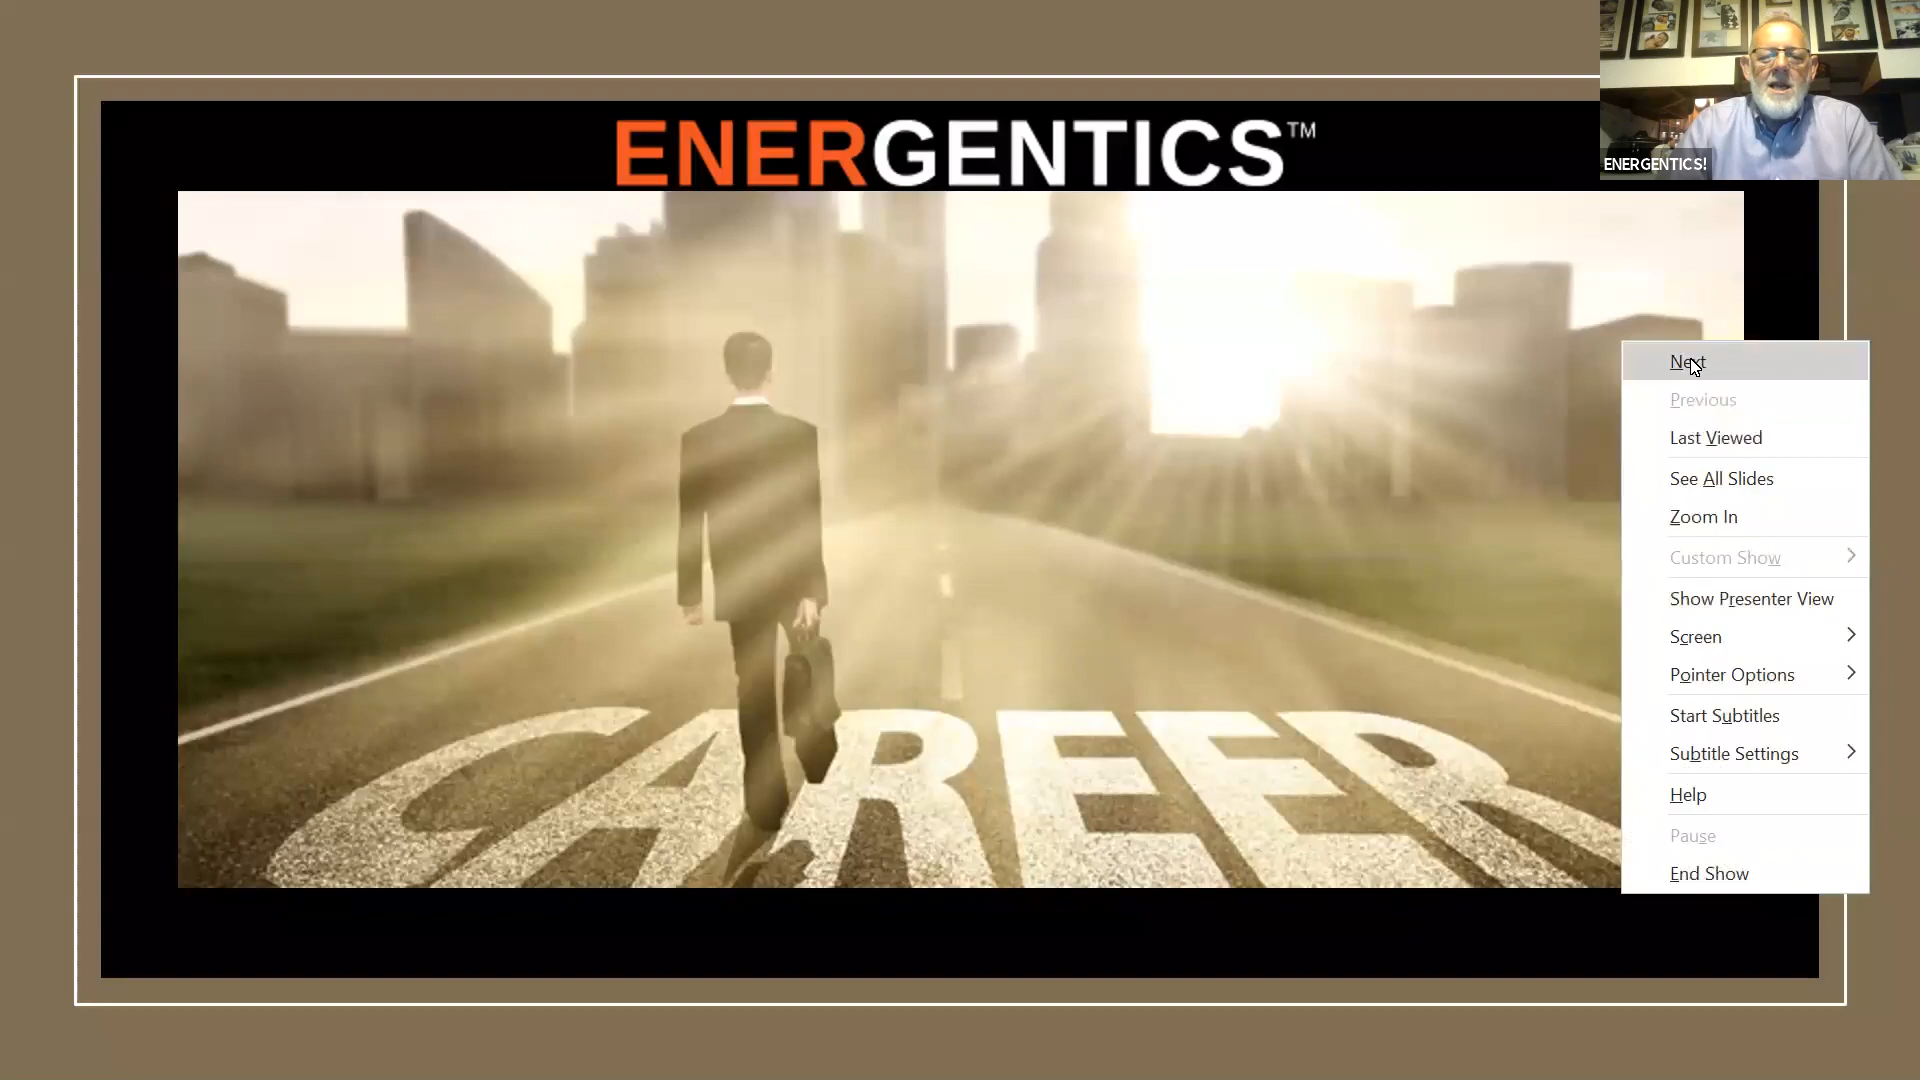 ENERGENTICS™
ENERGENTICS!
CAREER
Next
Previous
Last Viewed
See All Slides
Zoom In
Custom Show
Show Presenter View
Screen
Pointer Options
Start Subtitles
Subtitle Settings
Help
Pause
End Show